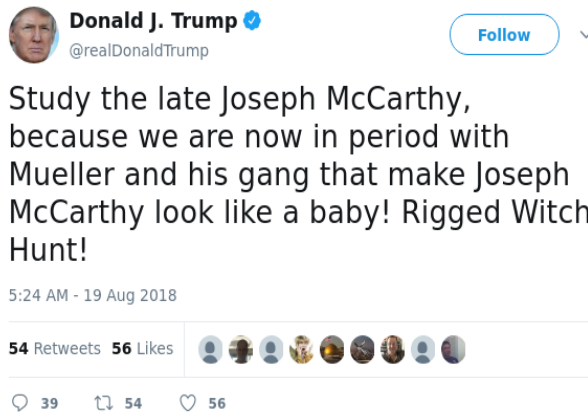 Donald J. Trump
@realDonaldTrump
Follow
Study the late Joseph McCarthy,
because we are now in period with
Mueller and his gang that make Joseph
McCarthy look like a baby! Rigged Witch
Hunt!
5:24 AM - 19 Aug 2018
54 Retweets 56 Likes
39 54 56